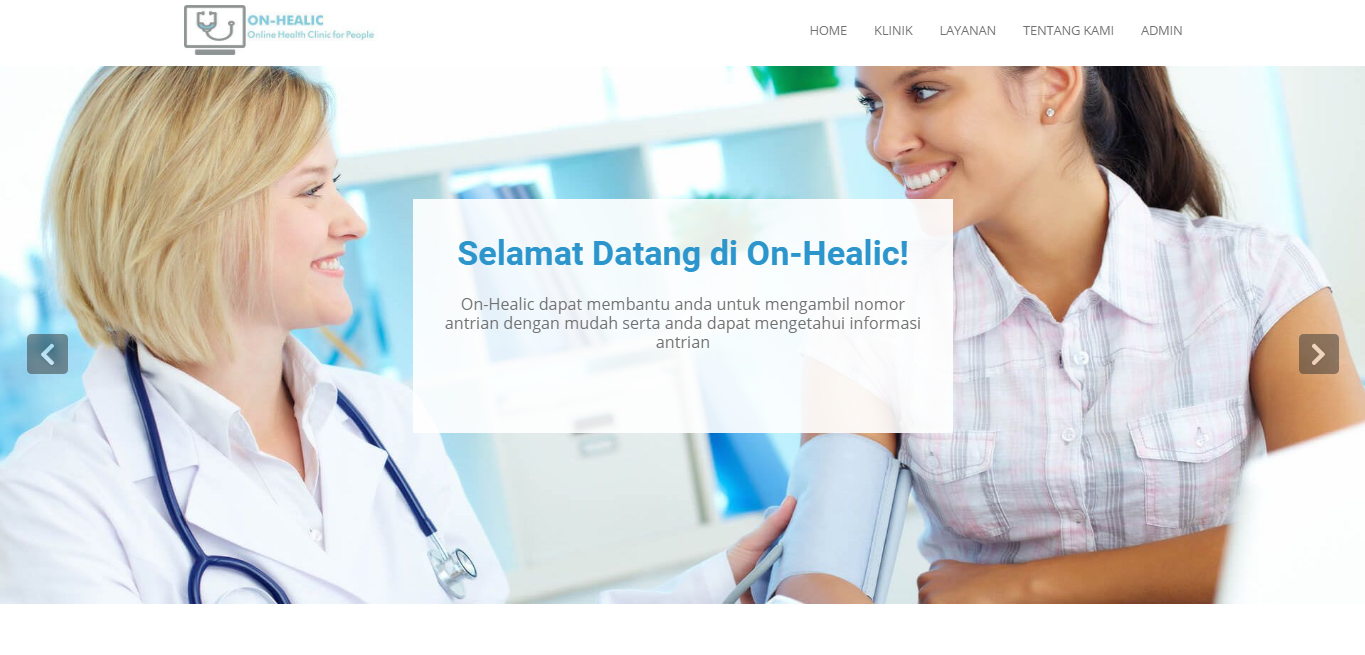 ON-HEALIC
Online Health Clinic for People
HOME KLINIK LAYANAN TENTANG KAMI ADMIN
Selamat Datang di On-Healic!
On-Healic dapat membantu anda untuk mengambil nomor
antrian dengan mudah serta anda dapat mengetahui informasi
antrian